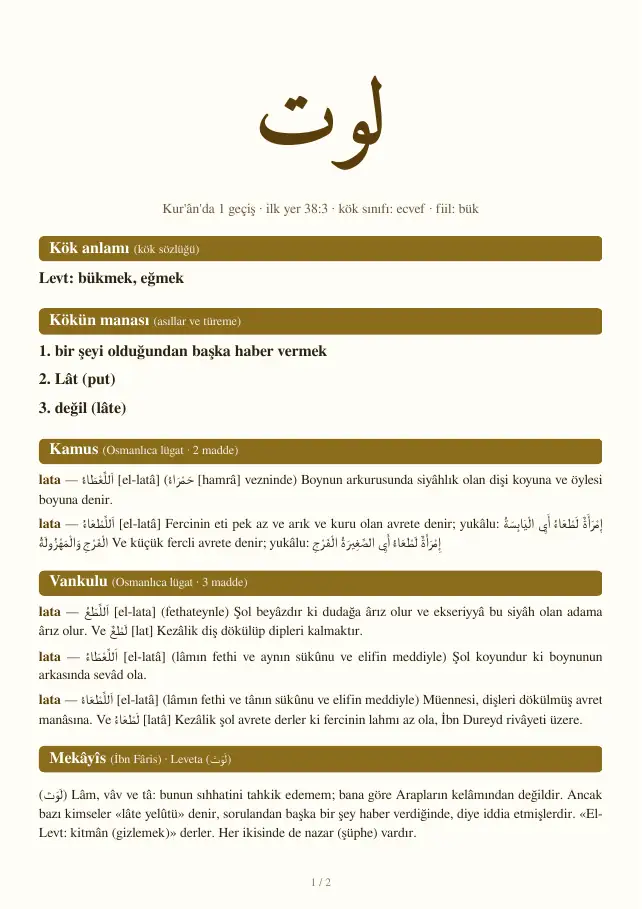 لوت
Kur'ân'da 1 geçiş · ilk yer 38:3 · kök sınıfı: ecvef · fiil: bük
Kök anlamı (kök sözlüğü)
Levt: bükmek, eğmek
Kökün manası (asıllar ve türeme)
1. bir şeyi olduğundan başka haber vermek
2. Lât (put)
3. değil (lâte)
Kamus (Osmanlıca lügat · 2 madde)
lata — اَللَّعْطَاءُ [el-latâ] (حَمْرَاءُ [hamrâ] vezninde) Boynun arkurusunda siyâhlık olan dişi koyuna ve öylesi
boyuna denir.
lata — اَللَّطْعَاءُ [el-latâ] Fercinin eti pek az ve arık ve kuru olan avrete denir; yukâlu: إِمْرَأَةٌ لَطْعَاءُ أَيِ الْيَابِسَةُ
الْفَرْجِ وَالْمَهْزُولَةُ Ve küçük fercli avrete denir; yukâlu: إِمْرَأَةٌ لَطْعَاءُ أَيِ الصَّغِيرَةُ الْفَرْجِ
Vankulu (Osmanlıca lügat · 3 madde)
lata — اَللَّطَعُ [el-lata] (fethateynle) Şol beyâzdır ki dudağa ârız olur ve ekseriyyâ bu siyâh olan adama
ârız olur. Ve لَطْعٌ [lat] Kezâlik diş dökülüp dipleri kalmaktır.
lata — اَللَّعْطَاءُ [el-latâ] (lâmın fethi ve aynın sükûnu ve elifin meddiyle) Şol koyundur ki boynunun
arkasında sevâd ola.
lata — اَللَّطْعَاءُ [el-latâ] (lâmın fethi ve tânın sükûnu ve elifin meddiyle) Müennesi, dişleri dökülmüş avret
manâsına. Ve لَطْعَاءُ [latâ] Kezâlik şol avrete derler ki fercinin lahmı az ola, İbn Dureyd rivâyeti üzere.
Mekâyîs (İbn Fâris) · Leveta (لَوَتَ)
(لَوَتَ) Lâm, vâv ve tâ: bunun sıhhatini tahkik edemem; bana göre Arapların kelâmından değildir. Ancak
bazı kimseler «lâte yelûtü» denir, sorulandan başka bir şey haber verdiğinde, diye iddia etmişlerdir. «El-
Levt: kitmân (gizlemek)» derler. Her ikisinde de nazar (şüphe) vardır.
1 / 2